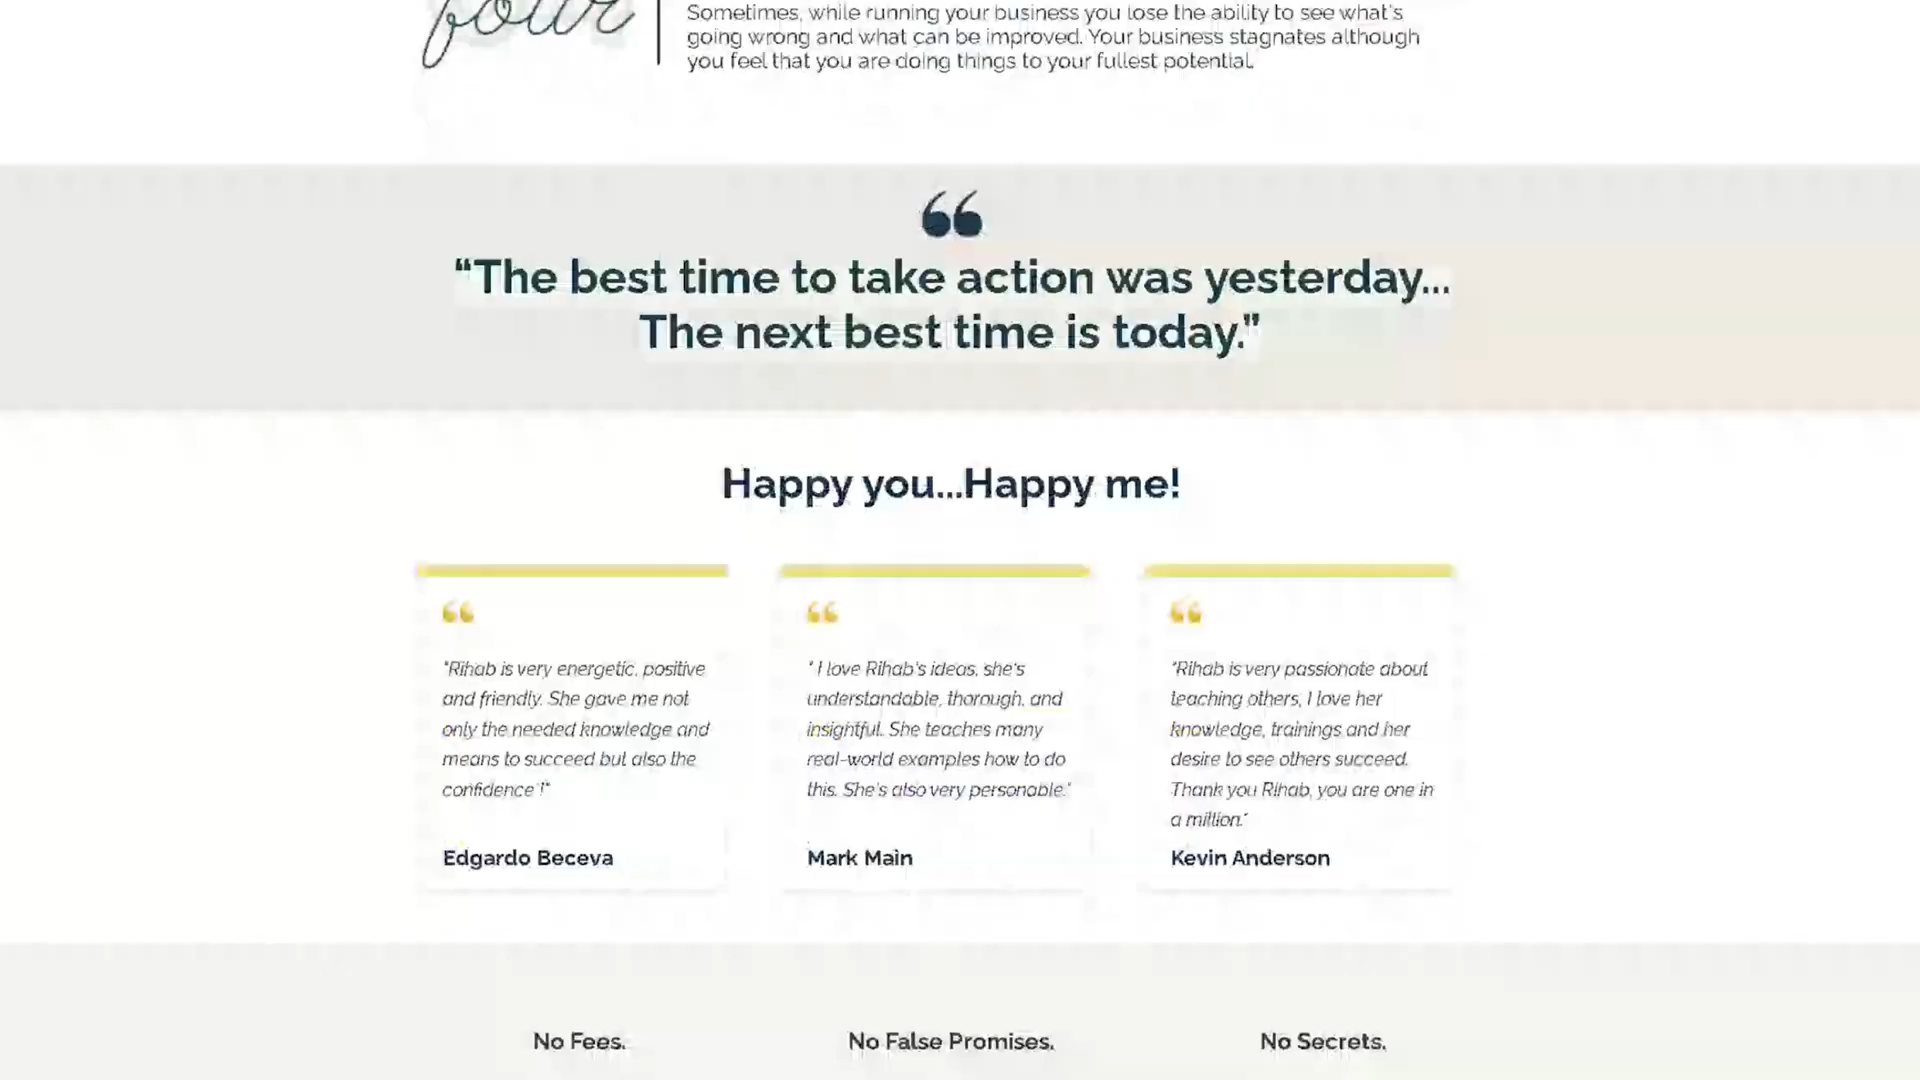 four
Sometimes, while running your business you lose the ability to see what's
going wrong and what can be improved. Your business stagnates although
you feel that you are doing things to your fullest potential.
“The best time to take action was yesterday...
The next best time is today.”
Happy you...Happy me!
"Rihab is very energetic, positive
and friendly. She gave me not
only the needed knowledge and
means to succeed but also the
confidence !"
Edgardo Beceva
" I love Rihab's ideas, she's
understandable, thorough, and
insightful. She teaches many
real-world examples how to do
this. She's also very personable."
Mark Main
"Rihab is very passionate about
teaching others, I love her
knowledge, trainings and her
desire to see others succeed.
Thank you Rihab, you are one in
a million."
Kevin Anderson
No Fees.
No False Promises.
No Secrets.